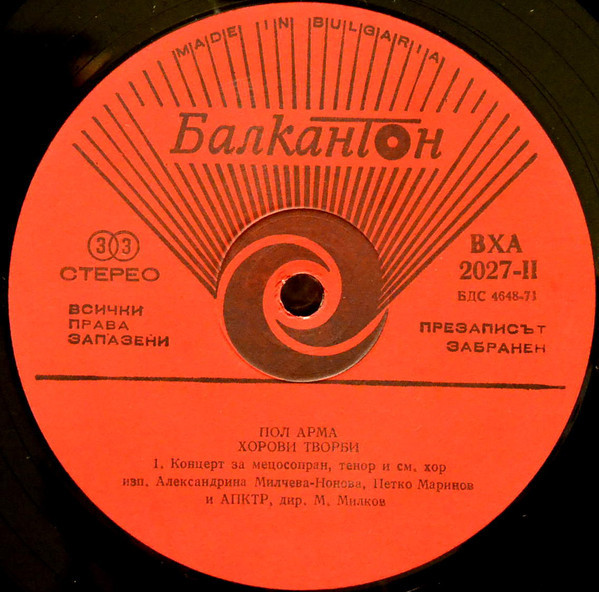 MADE IN BULGARIA
Балкантон
33
СТЕРЕО
ВСИЧКИ
ПРАВА
ЗАПАЗЕНИ
ВХА
2027-II
БДС 4648-71
ПРЕЗАПИСЪТ
ЗАБРАНЕН
ПОЛ АРМА
ХОРОВИ ТВОРБИ
1. Концерт за мецосопран, тенор и см. хор
изп. Александрина Милчева-Нонова, Петко Маринов
и АПКТР, дир. М. Милков